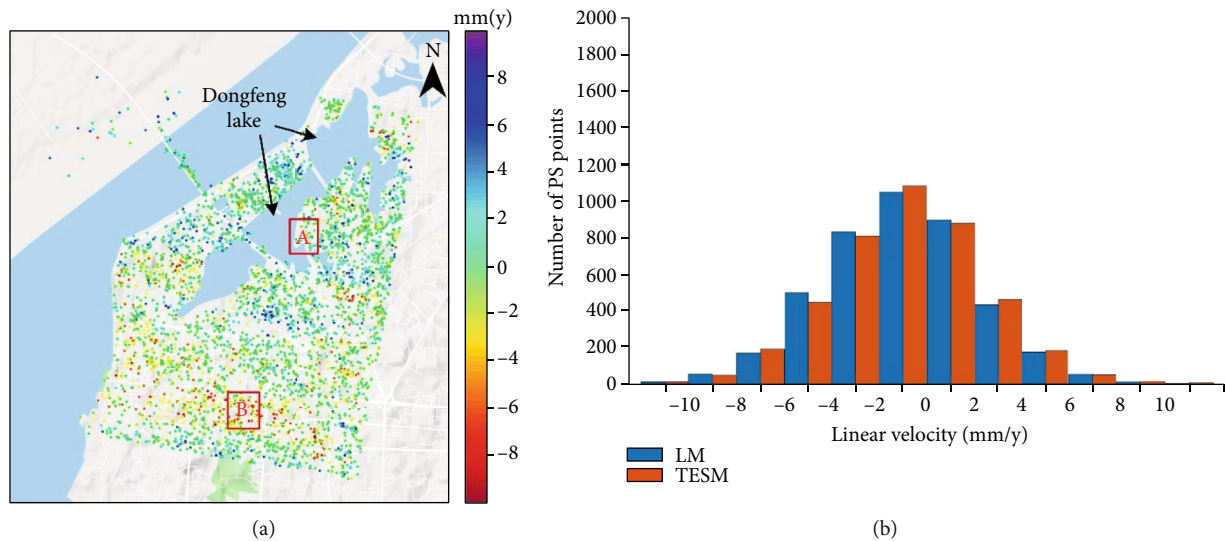 mm(y)
N
Dongfeng
lake
A
B
8
6
4
2
0
−2
−4
−6
−8
(a)
Number of PS points
2000
1800
1600
1400
1200
1000
800
600
400
200
0
−10 −8 −6 −4 −2 0 2 4 6 8 10
Linear velocity (mm/y)
LM
TESM
(b)